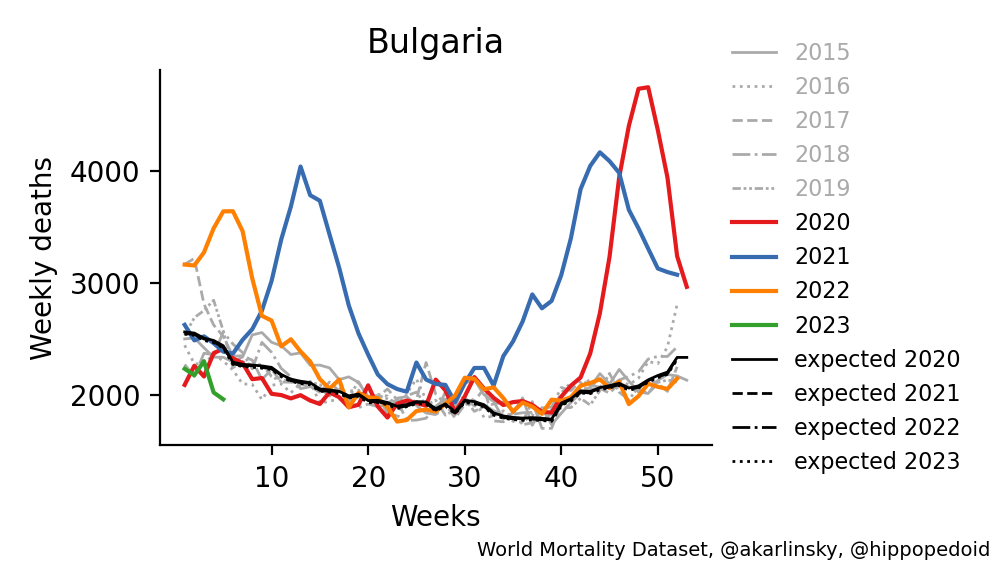 Bulgaria
Weekly deaths
4000
3000
2000
10 20 30 40 50
Weeks
2015
2016
2017
2018
2019
2020
2021
2022
2023
expected 2020
expected 2021
expected 2022
expected 2023
World Mortality Dataset, @akarlinsky, @hippopedoid